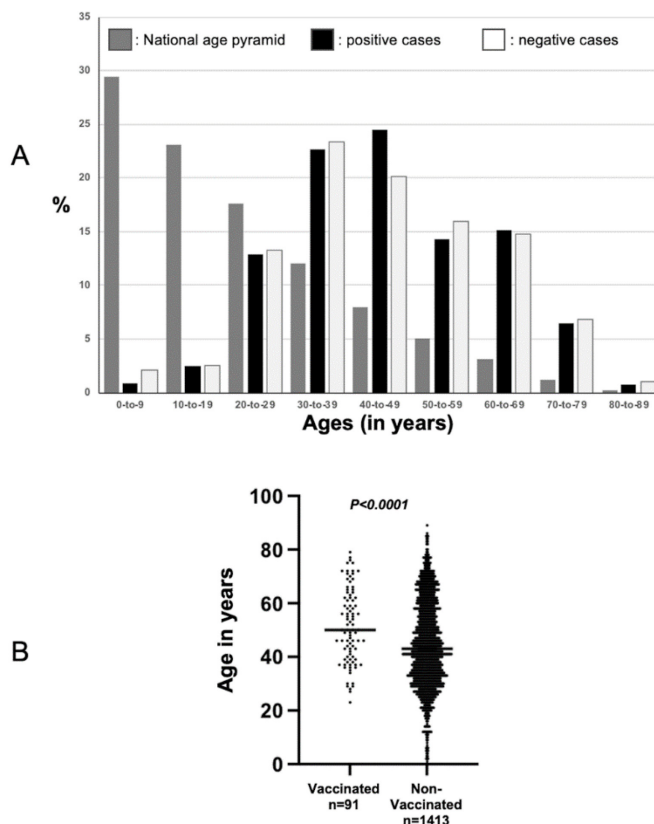 35
: National age pyramid : positive cases : negative cases
30
25
A
20
%
15
10
5
0
0-to-9 10-to-19 20-to-29 30-to-39 40-to-49 50-to-59 60-to-69 70-to-79 80-to-89
Ages (in years)
B
100
P<0.0001
80
60
40
20
0
Age in years
Vaccinated
n=91
Non-
Vaccinated
n=1413